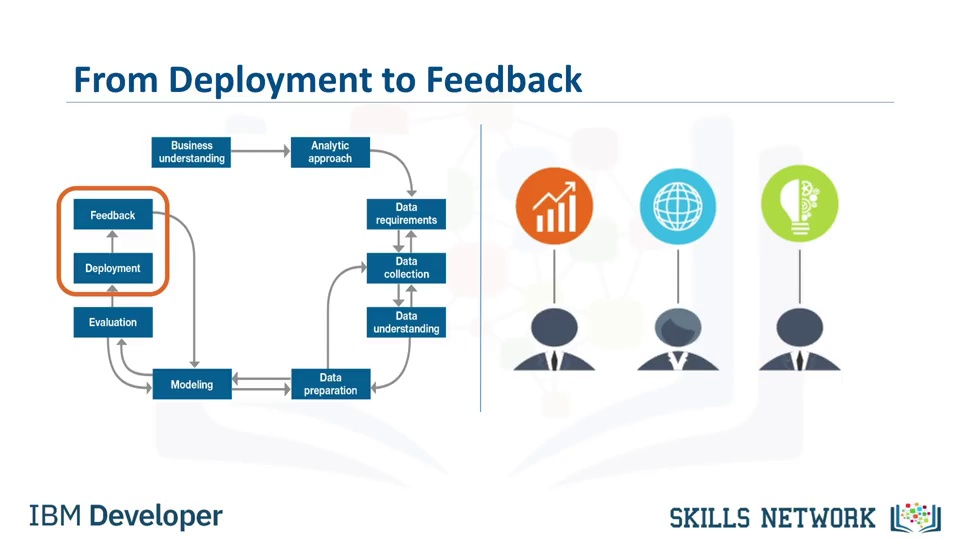 From Deployment to Feedback
Business
understanding
Analytic
approach
Feedback
Data
requirements
Deployment
Data
collection
Evaluation
Data
understanding
Modeling
Data
preparation
IBM Developer
SKILLS NETWORK